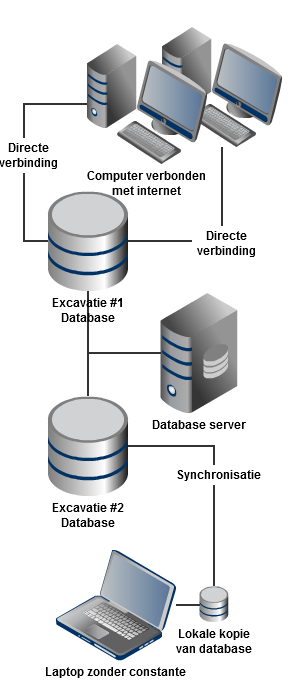 Directe
verbinding
Computer verbonden
met internet
Directe
verbinding
Excavatie #1
Database
Database server
Synchronisatie
Excavatie #2
Database
Lokale kopie
van database
Laptop zonder constante